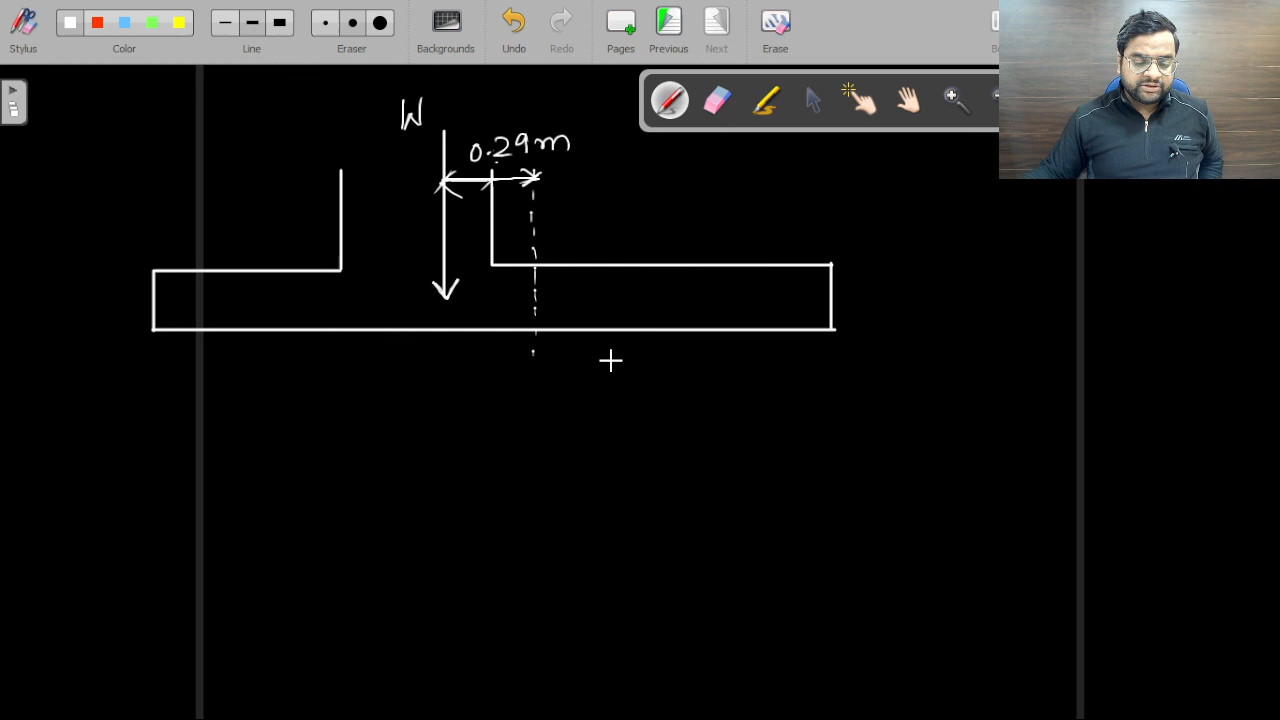 Stylus
Color
Line
Eraser
Backgrounds
Undo
Redo
Pages
Previous
Next
Erase
W
0.29m